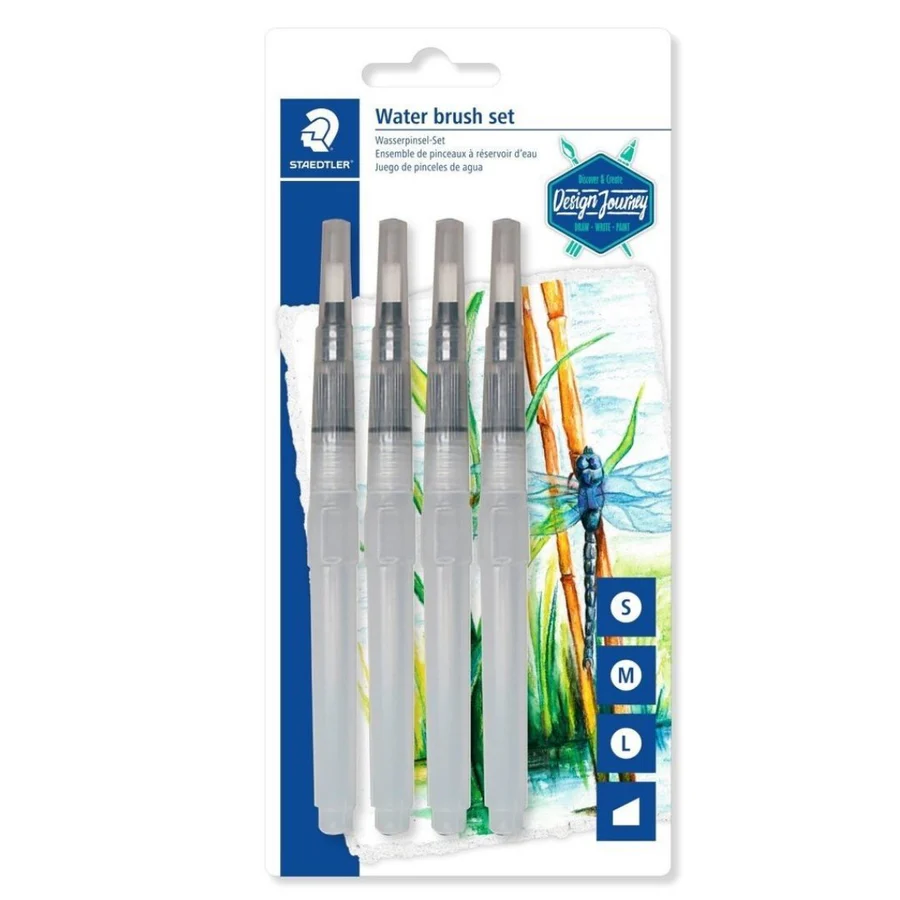 STAEDTLER®
Water brush set
Wasserpinsel-Set
Ensemble de pinceaux à réservoir d'eau
Juego de pinceles de agua
Discover & Create
Design Journey
DRAW - WRITE - PAINT
S
M
L